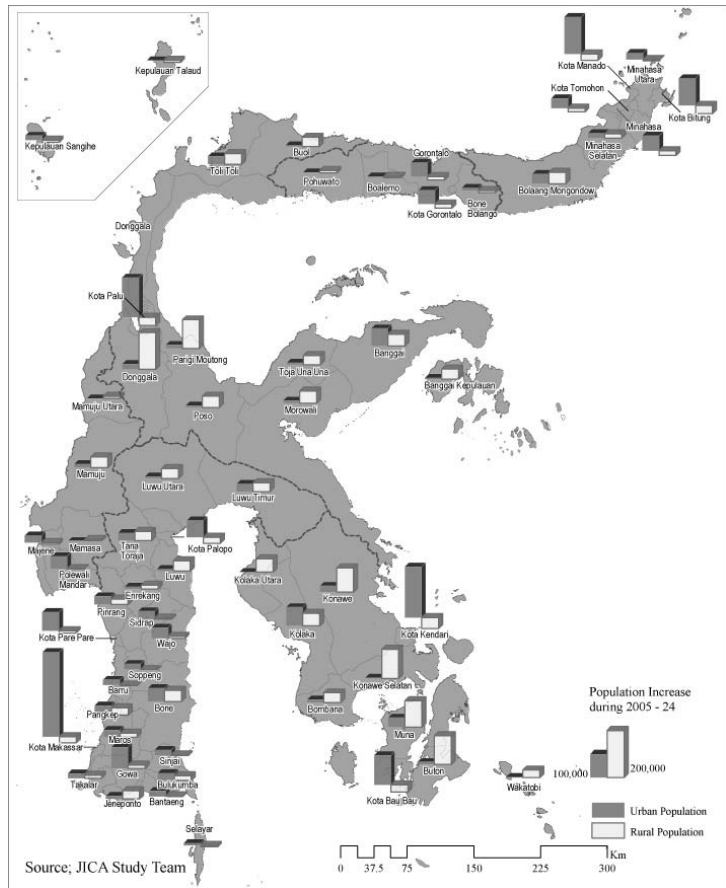 Kepulauan Talaud
Kepulauan Sangihe
Kota Manado
Minahasa
Utara
Kota Tomohon
Kota Bitung
Minahasa
Minahasa
Selatan
Buol
Toli Toli
Gorontalo
Pohuwato
Boalemo
Bone
Bolango
Kota Gorontalo
Bolaang Mongondow
Donggala
Kota Palu
Parigi Moutong
Donggala
Banggai
Tojo Una Una
Banggai Kepulauan
Morowali
Poso
Mamuju Utara
Mamuju
Luwu Utara
Luwu Timur
Majene
Mamasa
Tana
Toraja
Kota Palopo
Polewali
Mandar
Luwu
Kolaka Utara
Konawe
Enrekang
Pinrang
Sidrap
Kota Pare Pare
Wajo
Kolaka
Kota Kendari
Soppeng
Barru
Bone
Konawe Selatan
Bombana
Pangkep
Muna
Maros
Kota Makassar
Sinjai
Gowa
Buton
Takalar
Bulukumba
Jeneponto
Bantaeng
Kota Bau Bau
Wakatobi
Selayar
Population Increase
during 2005 - 24
100,000
200,000
Urban Population
Rural Population
Source; JICA Study Team
Km
0 37.5 75 150 225 300